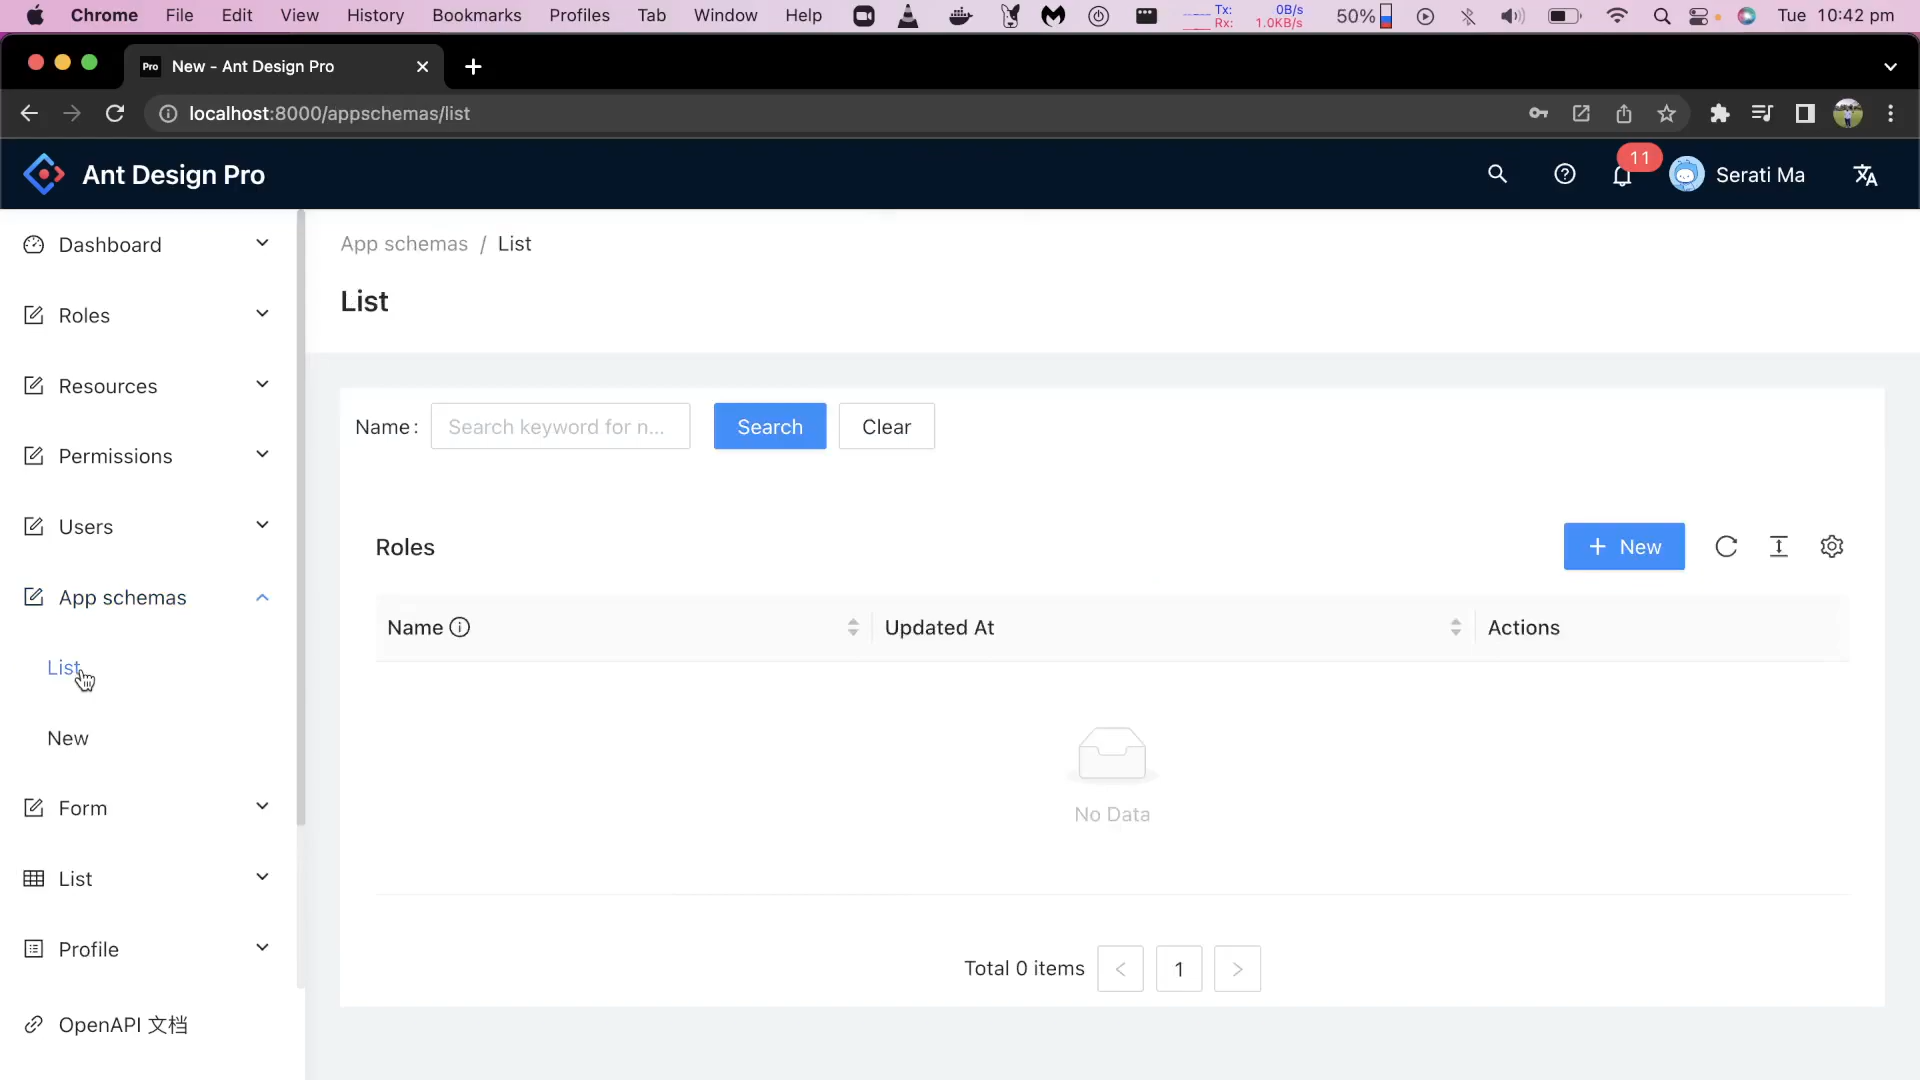 Chrome File Edit View History Bookmarks Profiles Tab Window Help Tx: 0B/s Rx: 1.0KB/s 50% Tue 10:42 pm
Pro New - Ant Design Pro
localhost:8000/appschemas/list
Ant Design Pro 11 Serati Ma
Dashboard
Roles
Resources
Permissions
Users
App schemas
List
New
Form
List
Profile
OpenAPI 文档
App schemas / List
List
Name : Search keyword for n... Search Clear
Roles + New
Name Updated At Actions
No Data
Total 0 items < 1 >